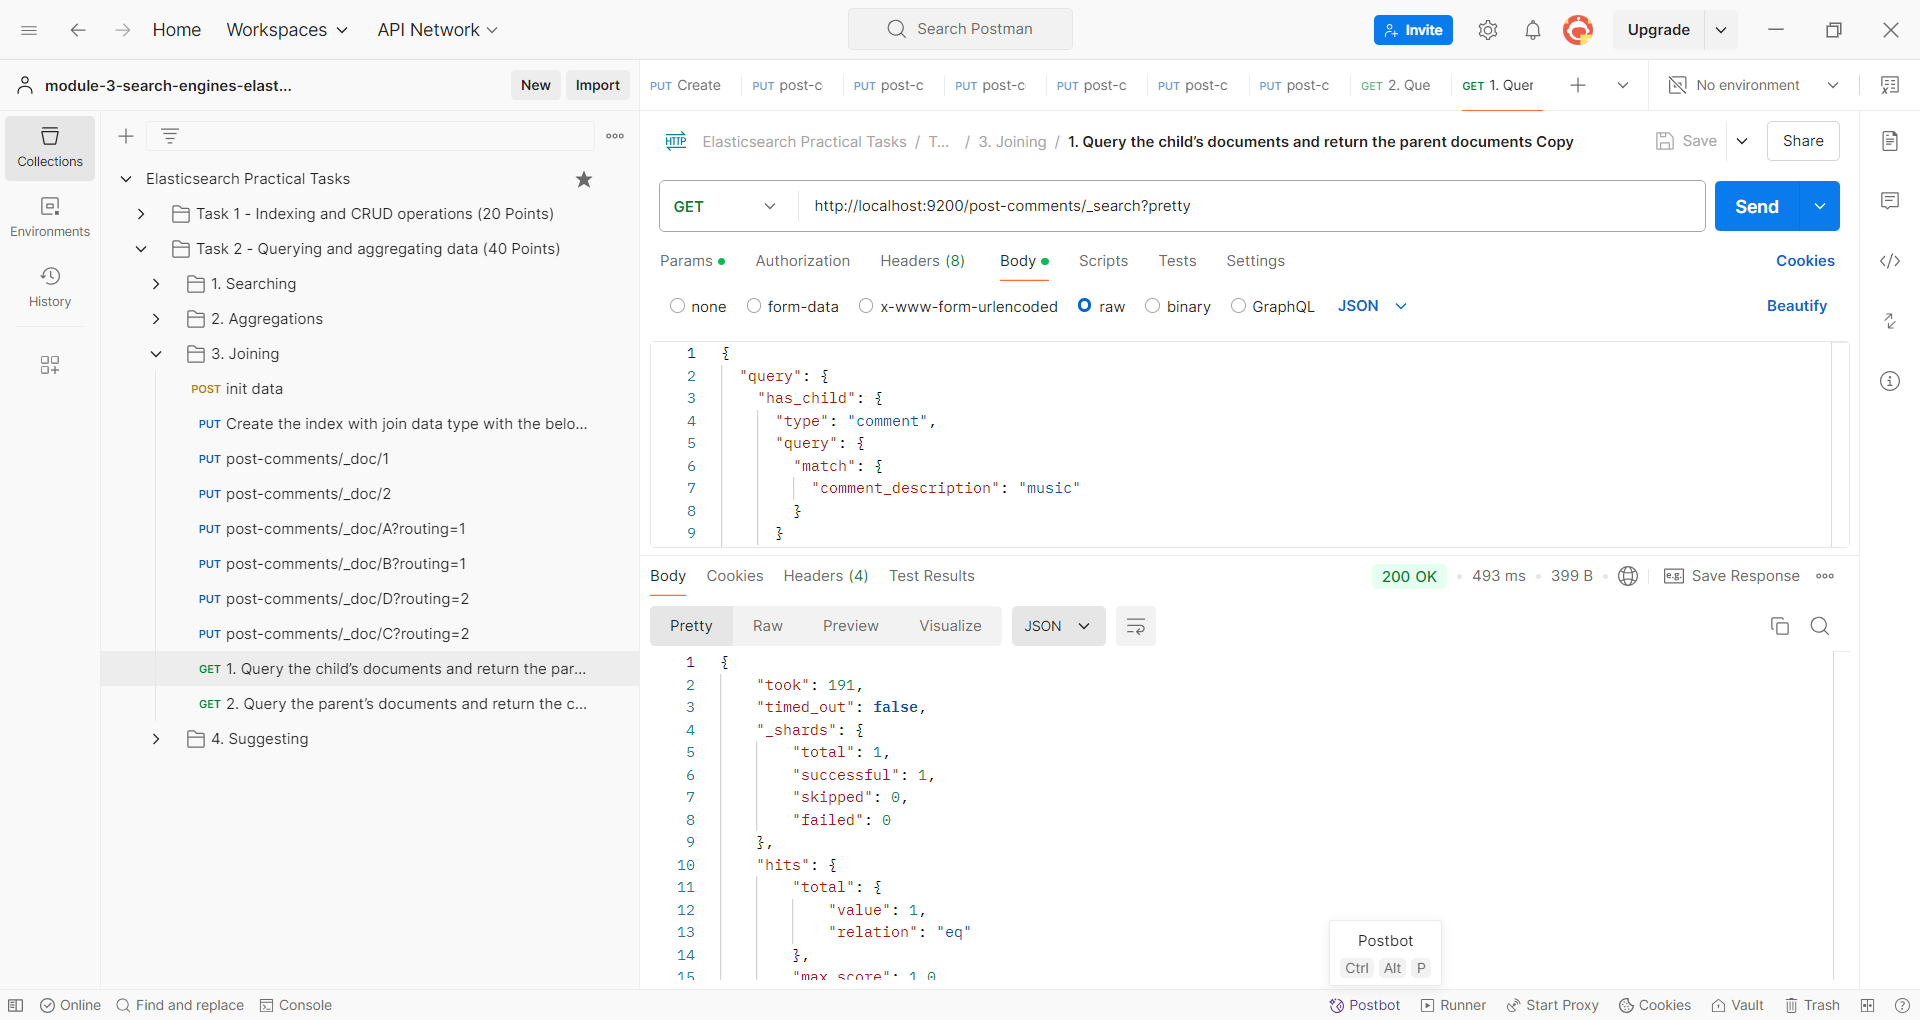 Home
Workspaces
API Network
Search Postman
Invite
Upgrade
module-3-search-engines-elast...
New
Import
PUT Create
PUT post-c
PUT post-c
PUT post-c
PUT post-c
PUT post-c
PUT post-c
GET 2. Que
GET 1. Quer
No environment
Collections
Environments
History
Elasticsearch Practical Tasks
Task 1 - Indexing and CRUD operations (20 Points)
Task 2 - Querying and aggregating data (40 Points)
1. Searching
2. Aggregations
3. Joining
POST init data
PUT Create the index with join data type with the belo...
PUT post-comments/_doc/1
PUT post-comments/_doc/2
PUT post-comments/_doc/A?routing=1
PUT post-comments/_doc/B?routing=1
PUT post-comments/_doc/D?routing=2
PUT post-comments/_doc/C?routing=2
GET 1. Query the child’s documents and return the par...
GET 2. Query the parent’s documents and return the c...
4. Suggesting
HTTP Elasticsearch Practical Tasks / T... / 3. Joining / 1. Query the child’s documents and return the parent documents Copy
Save
Share
GET http://localhost:9200/post-comments/_search?pretty
Send
Params
Authorization
Headers (8)
Body
Scripts
Tests
Settings
Cookies
none
form-data
x-www-form-urlencoded
raw
binary
GraphQL
JSON
Beautify
1 {
2 "query": {
3 "has_child": {
4 "type": "comment",
5 "query": {
6 "match": {
7 "comment_description": "music"
8 }
9 }
Body
Cookies
Headers (4)
Test Results
200 OK
493 ms
399 B
e.g. Save Response
Pretty
Raw
Preview
Visualize
JSON
1 {
2 "took": 191,
3 "timed_out": false,
4 "_shards": {
5 "total": 1,
6 "successful": 1,
7 "skipped": 0,
8 "failed": 0
9 },
10 "hits": {
11 "total": {
12 "value": 1,
13 "relation": "eq"
14 },
15 "max_score": 1.0
Postbot
Ctrl Alt P
Online
Find and replace
Console
Postbot
Runner
Start Proxy
Cookies
Vault
Trash